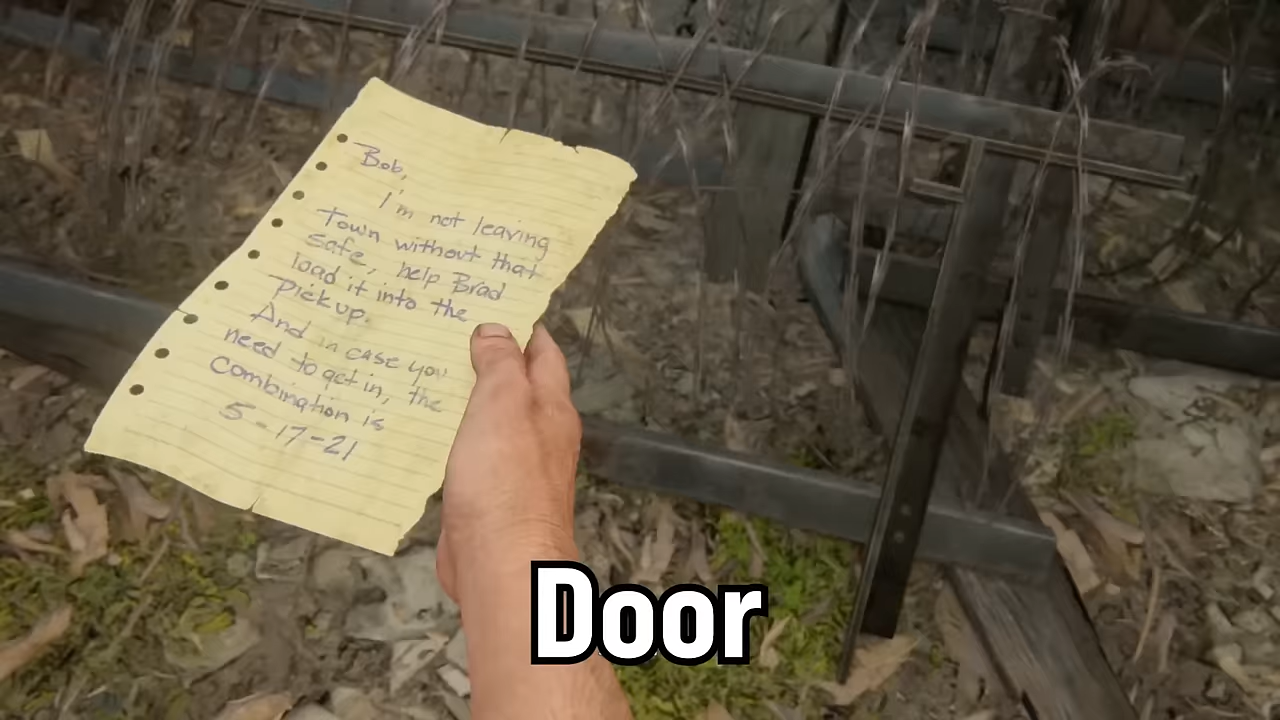 Bob,
I'm not leaving
Town without that
safe, help Brad
load it into the
Pickup.
And in case you
need to get in, the
combination is
5-17-21
Door